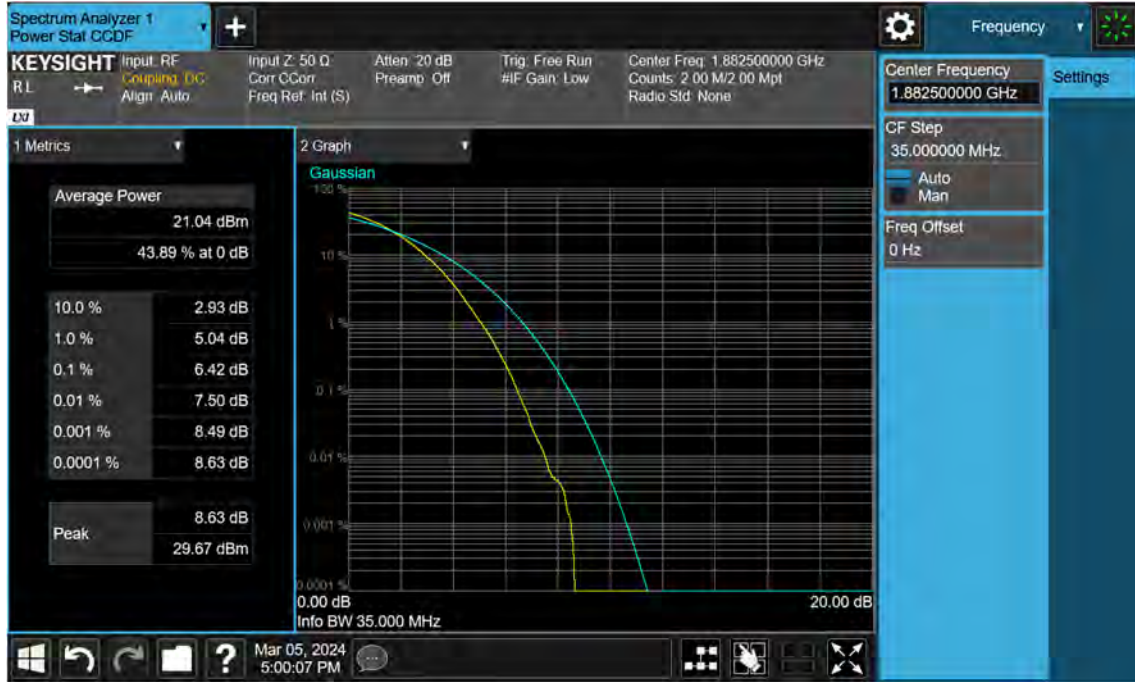 Spectrum Analyzer 1
Power Stat CCDF
+
Frequency
KEYSIGHT
Input: RF
Coupling: DC
Align: Auto
Input Z: 50 Ω
Corr CCorr
Freq Ref: Int (S)
Atten: 20 dB
Preamp: Off
Trig: Free Run
#IF Gain: Low
Center Freq: 1.882500000 GHz
Counts: 2.00 M/2.00 Mpt
Radio Std: None
RL
LXI
Center Frequency
1.882500000 GHz
Settings
CF Step
35.000000 MHz
Auto
Man
Freq Offset
0 Hz
1 Metrics
Average Power
21.04 dBm
43.89 % at 0 dB
10.0 % 2.93 dB
1.0 % 5.04 dB
0.1 % 6.42 dB
0.01 % 7.50 dB
0.001 % 8.49 dB
0.0001 % 8.63 dB
Peak
8.63 dB
29.67 dBm
2 Graph
Gaussian
100 %
10 %
1 %
0.1 %
0.01 %
0.001 %
0.0001 %
0.00 dB 20.00 dB
Info BW 35.000 MHz
?
Mar 05, 2024
5:00:07 PM